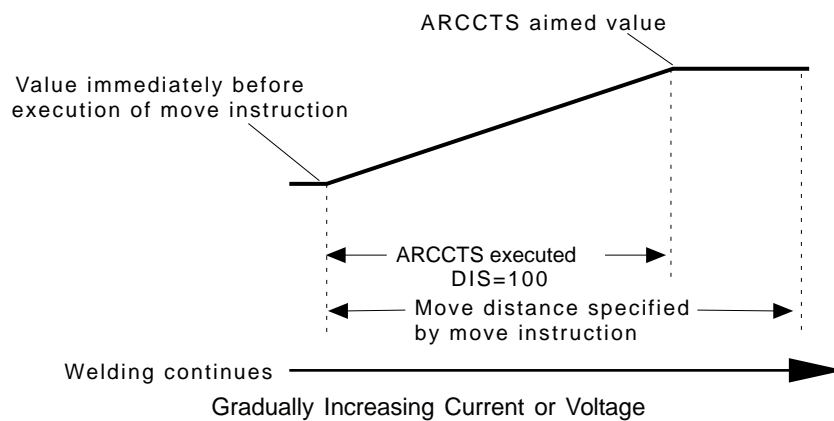 ARCCTS aimed value
Value immediately before
execution of move instruction
ARCCTS executed
DIS=100
Move distance specified
by move instruction
Welding continues
Gradually Increasing Current or Voltage